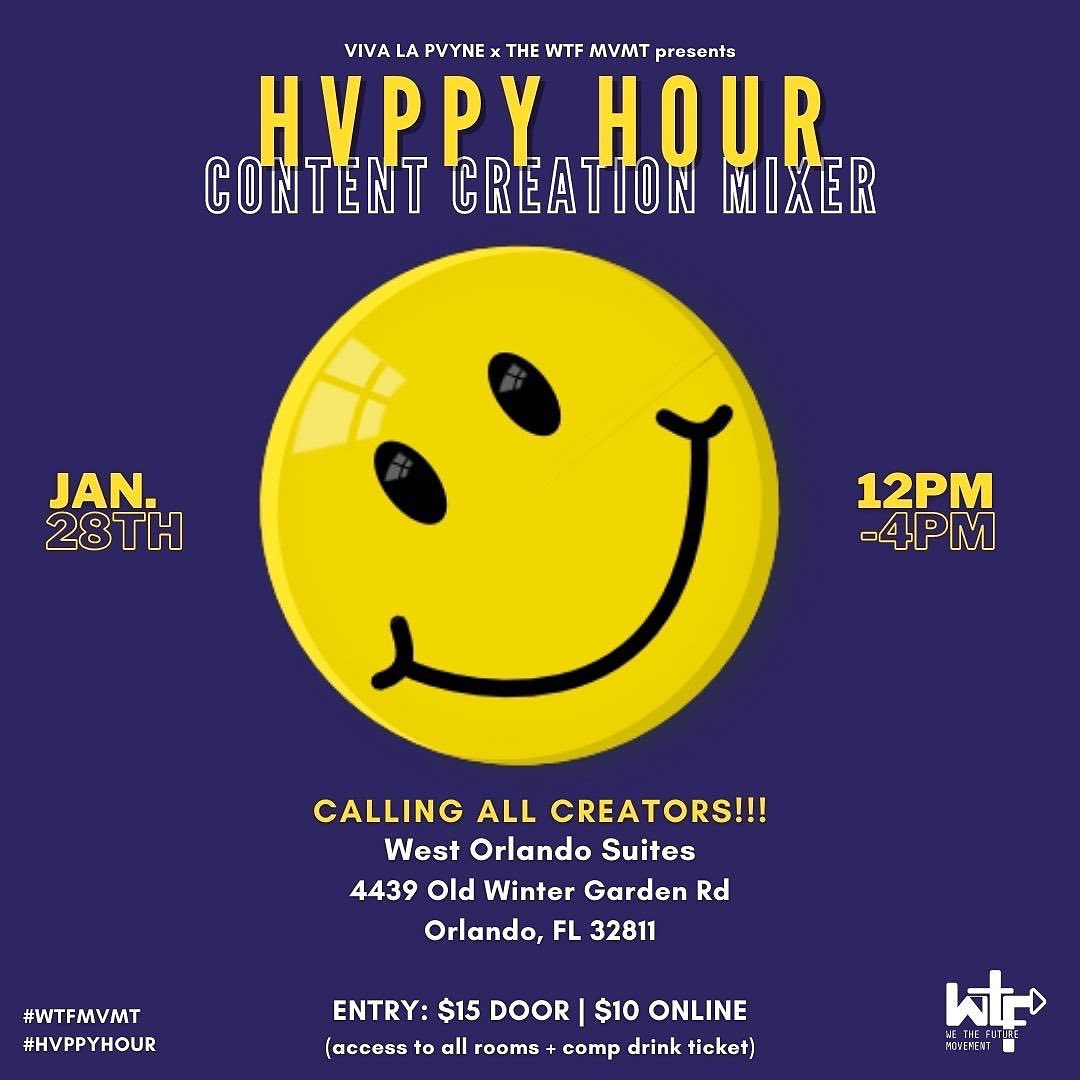 VIVA LA PVYNE x THE WTF MVMT presents
HVPPY HOUR
CONTENT CREATION MIXER
JAN.
28TH
12PM
-4PM
CALLING ALL CREATORS!!!
West Orlando Suites
4439 Old Winter Garden Rd
Orlando, FL 32811
ENTRY: $15 DOOR | $10 ONLINE
(access to all rooms + comp drink ticket)
#WTFMVMT
#HVPPYHOUR
WTF
WE THE FUTURE
MOVEMENT